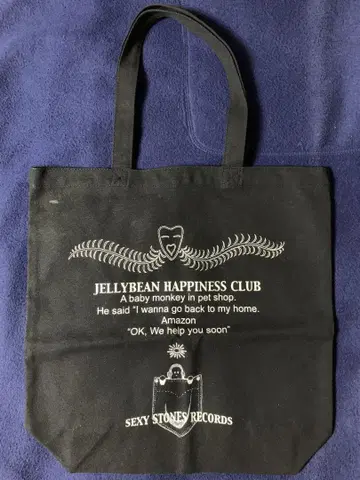 JELLYBEAN HAPPINESS CLUB
A baby monkey in pet shop.
He said "I wanna go back to my home.
Amazon
"OK, We help you soon"
SEXY STONES RECORDS